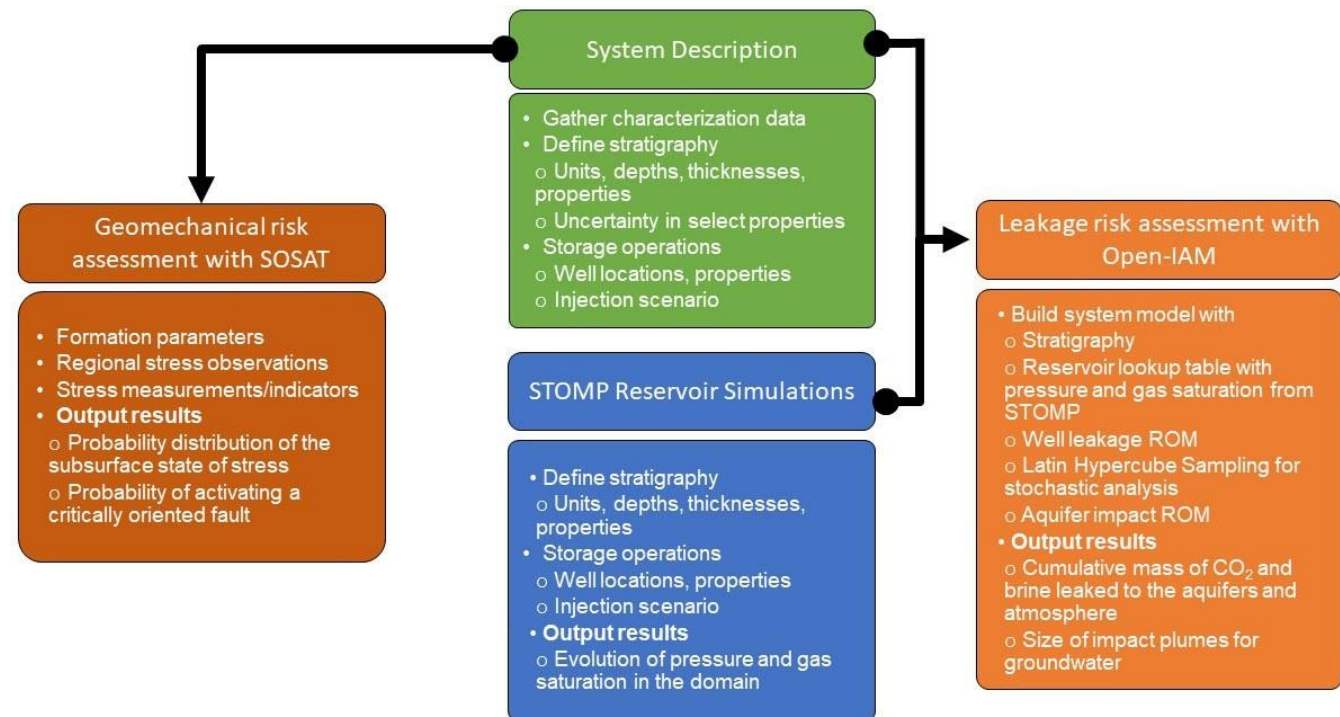 System Description
• Gather characterization data
• Define stratigraphy
o Units, depths, thicknesses,
properties
o Uncertainty in select properties
• Storage operations
o Well locations, properties
o Injection scenario
Geomechanical risk
assessment with SOSAT
• Formation parameters
• Regional stress observations
• Stress measurements/indicators
• Output results
o Probability distribution of the
subsurface state of stress
o Probability of activating a
critically oriented fault
STOMP Reservoir Simulations
• Define stratigraphy
o Units, depths, thicknesses,
properties
• Storage operations
o Well locations, properties
o Injection scenario
• Output results
o Evolution of pressure and gas
saturation in the domain
Leakage risk assessment with
Open-IAM
• Build system model with
o Stratigraphy
o Reservoir lookup table with
pressure and gas saturation from
STOMP
o Well leakage ROM
o Latin Hypercube Sampling for
stochastic analysis
o Aquifer impact ROM
• Output results
o Cumulative mass of CO₂ and
brine leaked to the aquifers and
atmosphere
o Size of impact plumes for
groundwater